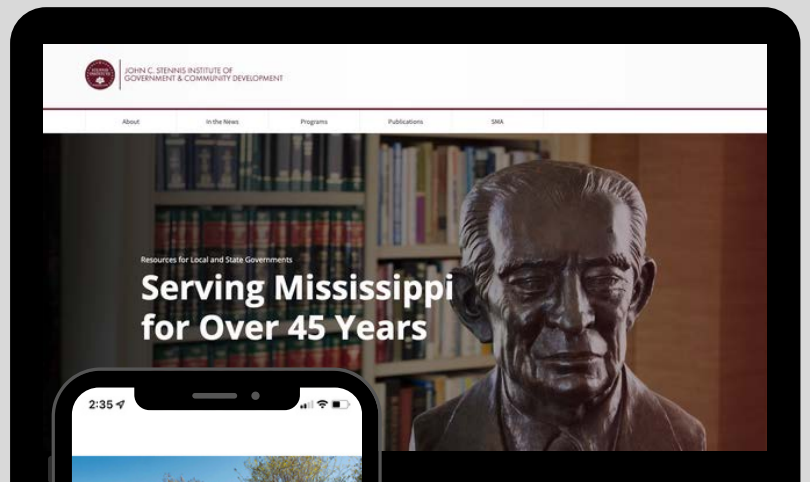 JOHN C. STENNIS INSTITUTE OF
GOVERNMENT & COMMUNITY DEVELOPMENT
About
In the News
Programs
Publications
SMA
Resources for Local and State Governments
Serving Mississippi
for Over 45 Years
2:35